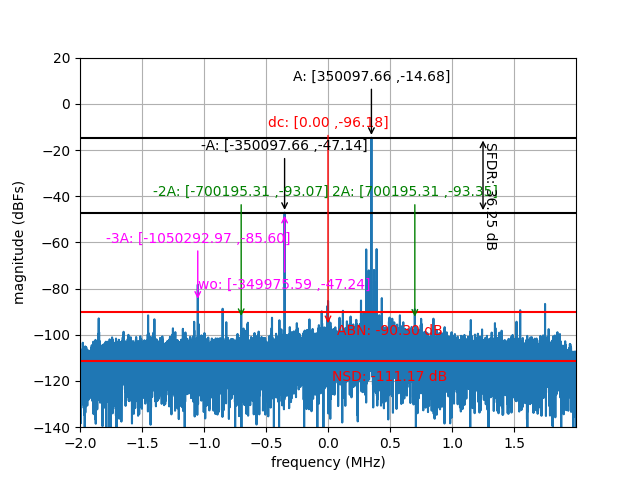 20
A: [350097.66 ,-14.68]
0
dc: [0.00 ,-96.18]
-A: [-350097.66 ,-47.14]
−20
SFDR: 36.25 dB
-2A: [-700195.31 ,-93.07]
2A: [700195.31 ,-93.35]
−40
-3A: [-1050292.97 ,-85.60]
−60
wo: [-349975.59 ,-47.24]
−80
ABN: -90.30 dB
−100
NSD: -111.17 dB
−120
−140
magnitude (dBFs)
−2.0 −1.5 −1.0 −0.5 0.0 0.5 1.0 1.5
frequency (MHz)